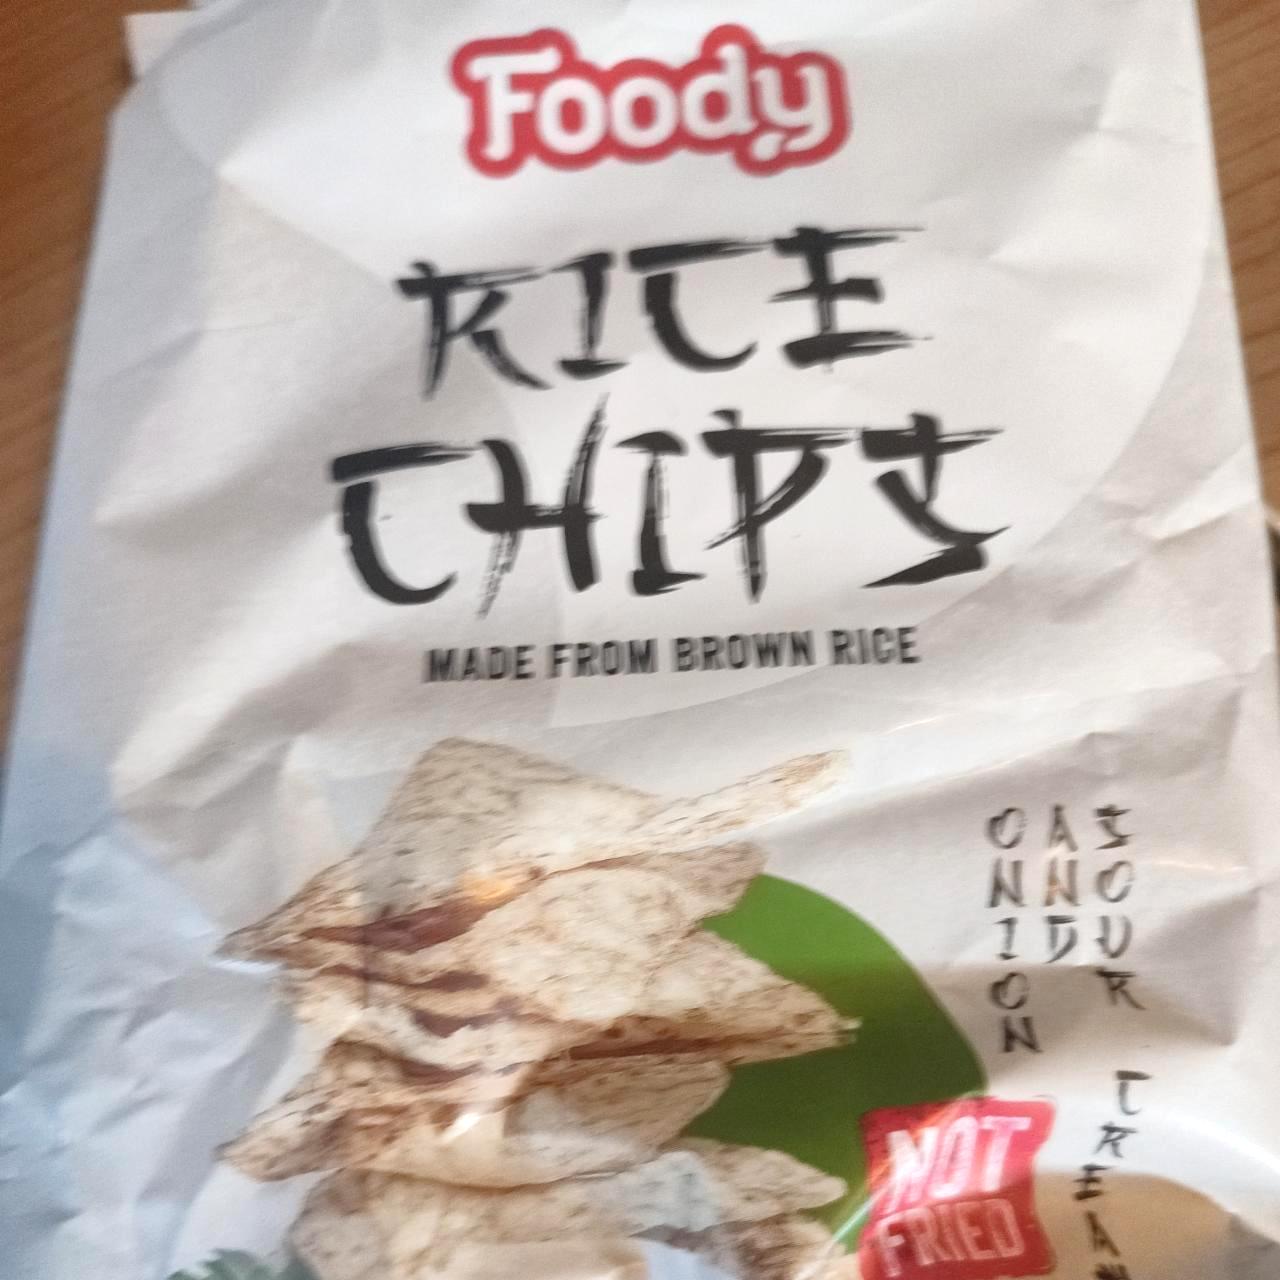 Foody
RICE
CHIPS
MADE FROM BROWN RICE
ONION
AND
SOUR CREAM
NOT
FRIED